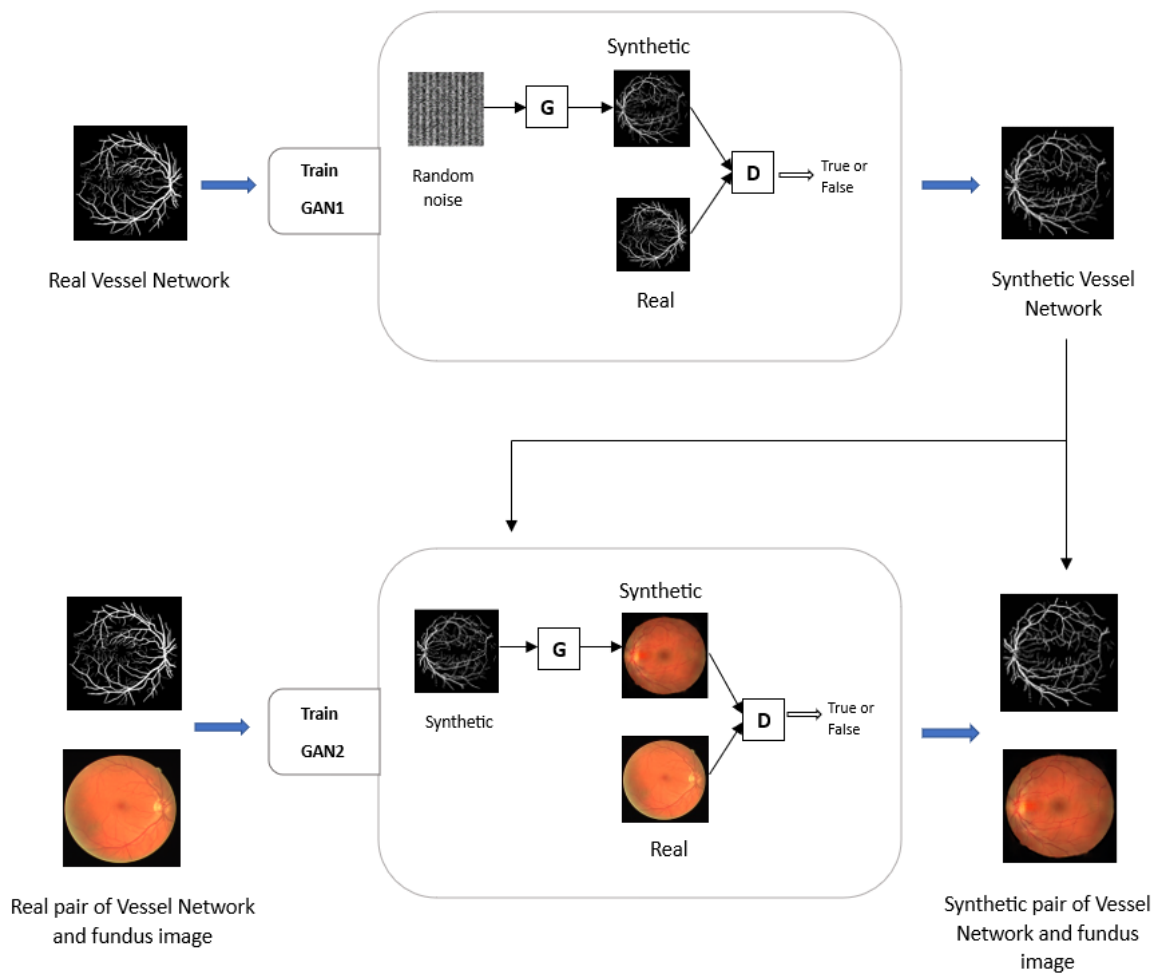 Synthetic
G
Random
noise
D
True or
False
Real
Train
GAN1
Real Vessel Network
Synthetic Vessel
Network
Synthetic
G
Synthetic
D
True or
False
Real
Train
GAN2
Real pair of Vessel Network
and fundus image
Synthetic pair of Vessel
Network and fundus
image